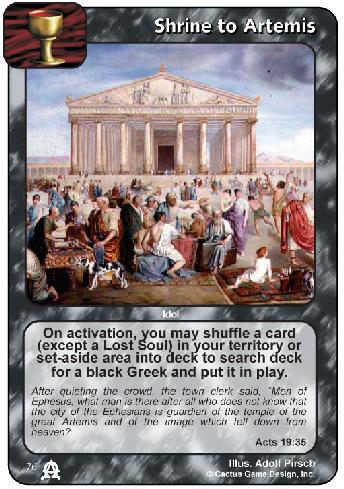 Shrine to Artemis
Idol
On activation, you may shuffle a card
(except a Lost Soul) in your territory or
set-aside area into deck to search deck
for a black Greek and put it in play.
After quieting the crowd, the town clerk said, "Men of
Ephesus, what man is there after all who does not know that
the city of the Ephesians is guardian of the temple of the
great Artemis and of the image which fell down from
heaven?
Acts 19:35
76
Illus. Adolf Pirsch
© Cactus Game Design, Inc.